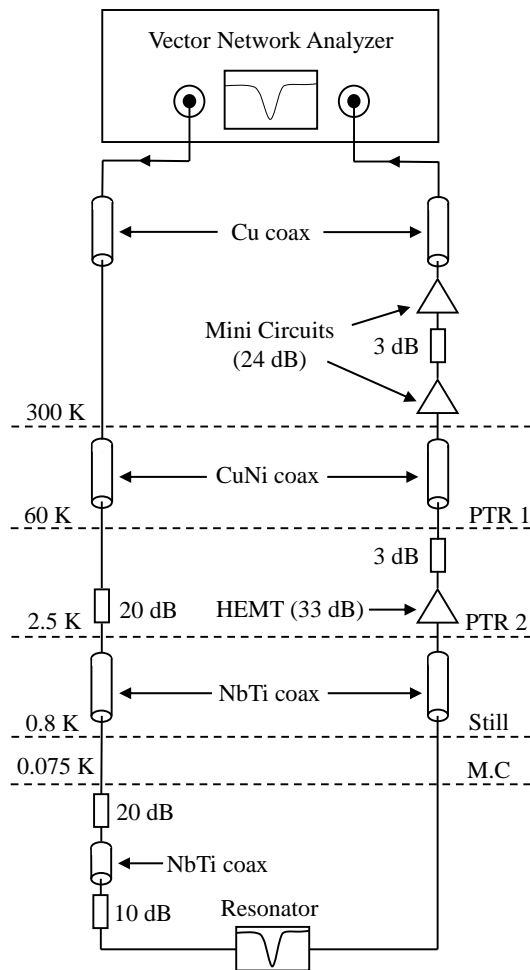 Vector Network Analyzer
Cu coax
Mini Circuits
(24 dB)
3 dB
300 K
CuNi coax
60 K
PTR 1
3 dB
20 dB
HEMT (33 dB)
2.5 K
PTR 2
NbTi coax
0.8 K
Still
0.075 K
M.C
20 dB
NbTi coax
10 dB
Resonator